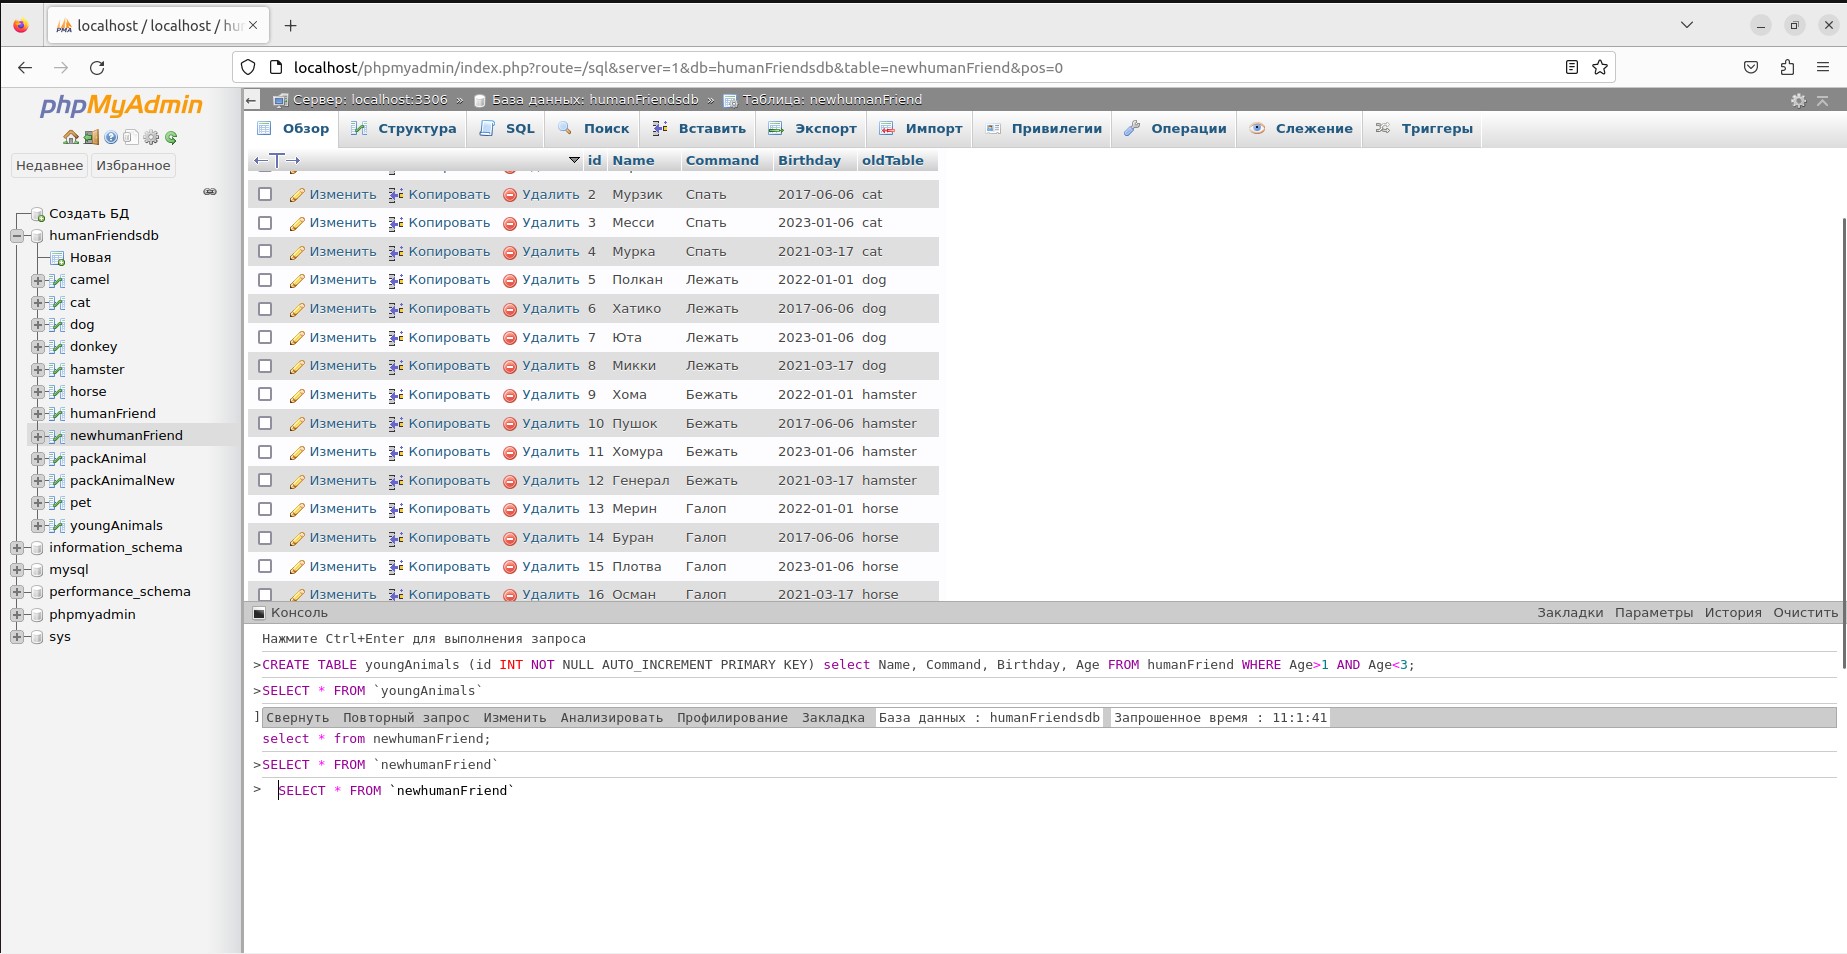 localhost / localhost / hu
localhost/phpmyadmin/index.php?route=/sql&server=1&db=humanFriendsdb&table=newhumanFriend&pos=0
phpMyAdmin
Недавнее Избранное
Создать БД
humanFriendsdb
Новая
camel
cat
dog
donkey
hamster
horse
humanFriend
newhumanFriend
packAnimal
packAnimalNew
pet
youngAnimals
information_schema
mysql
performance_schema
phpmyadmin
sys
Сервер: localhost:3306 » База данных: humanFriendsdb » Таблица: newhumanFriend
Обзор Структура SQL Поиск Вставить Экспорт Импорт Привилегии Операции Слежение Триггеры
←T→ id Name Command Birthday oldTable
Изменить Копировать Удалить 2 Мурзик Спать 2017-06-06 cat
Изменить Копировать Удалить 3 Месси Спать 2023-01-06 cat
Изменить Копировать Удалить 4 Мурка Спать 2021-03-17 cat
Изменить Копировать Удалить 5 Полкан Лежать 2022-01-01 dog
Изменить Копировать Удалить 6 Хатико Лежать 2017-06-06 dog
Изменить Копировать Удалить 7 Юта Лежать 2023-01-06 dog
Изменить Копировать Удалить 8 Микки Лежать 2021-03-17 dog
Изменить Копировать Удалить 9 Хома Бежать 2022-01-01 hamster
Изменить Копировать Удалить 10 Пушок Бежать 2017-06-06 hamster
Изменить Копировать Удалить 11 Хомура Бежать 2023-01-06 hamster
Изменить Копировать Удалить 12 Генерал Бежать 2021-03-17 hamster
Изменить Копировать Удалить 13 Мерин Галоп 2022-01-01 horse
Изменить Копировать Удалить 14 Буран Галоп 2017-06-06 horse
Изменить Копировать Удалить 15 Плотва Галоп 2023-01-06 horse
Изменить Копировать Удалить 16 Осман Галоп 2021-03-17 horse
Консоль Закладки Параметры История Очистить
Нажмите Ctrl+Enter для выполнения запроса
>CREATE TABLE youngAnimals (id INT NOT NULL AUTO_INCREMENT PRIMARY KEY) select Name, Command, Birthday, Age FROM humanFriend WHERE Age>1 AND Age<3;
>SELECT * FROM `youngAnimals`
] Свернуть Повторный запрос Изменить Анализировать Профилирование Закладка База данных : humanFriendsdb Запрошенное время : 11:1:41
select * from newhumanFriend;
>SELECT * FROM `newhumanFriend`
> SELECT * FROM `newhumanFriend`